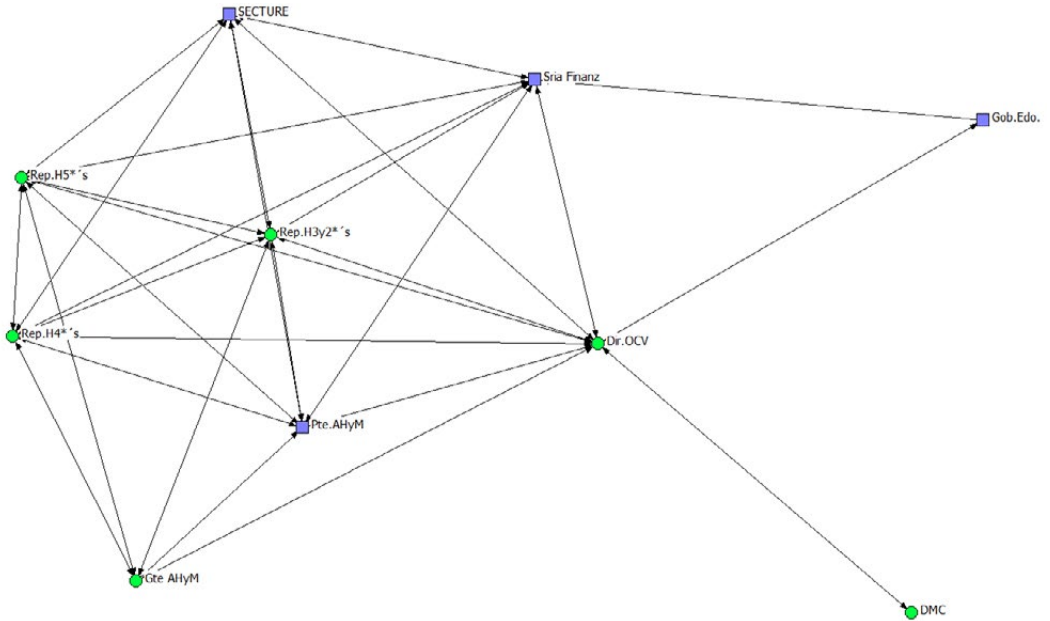 SECTURE
Sria Finanz
Gob.Edo.
Rep.H5*´s
Rep.H3y2*´s
Rep.H4*´s
Dir.OCV
Pte.AHyM
Gte AHyM
DMC